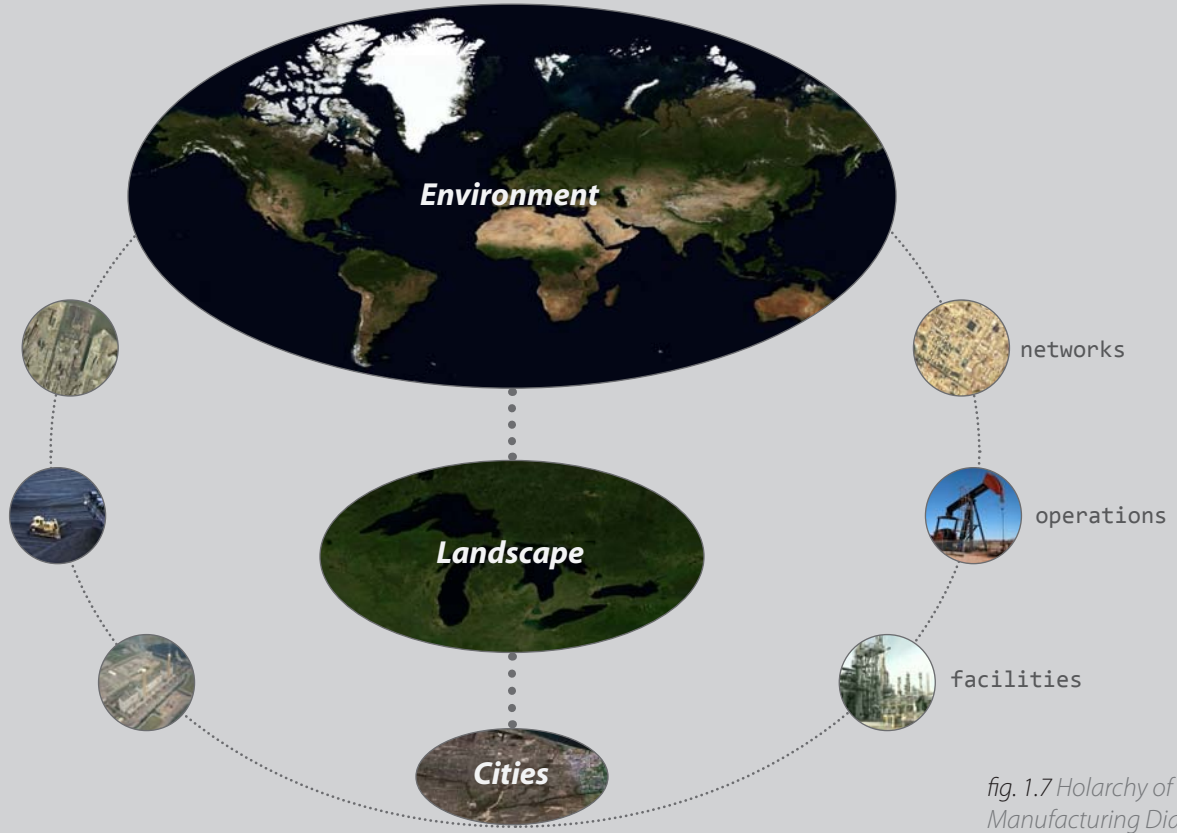 Environment
networks
Landscape
operations
facilities
Cities
fig. 1.7 Holarchy of
Manufacturing